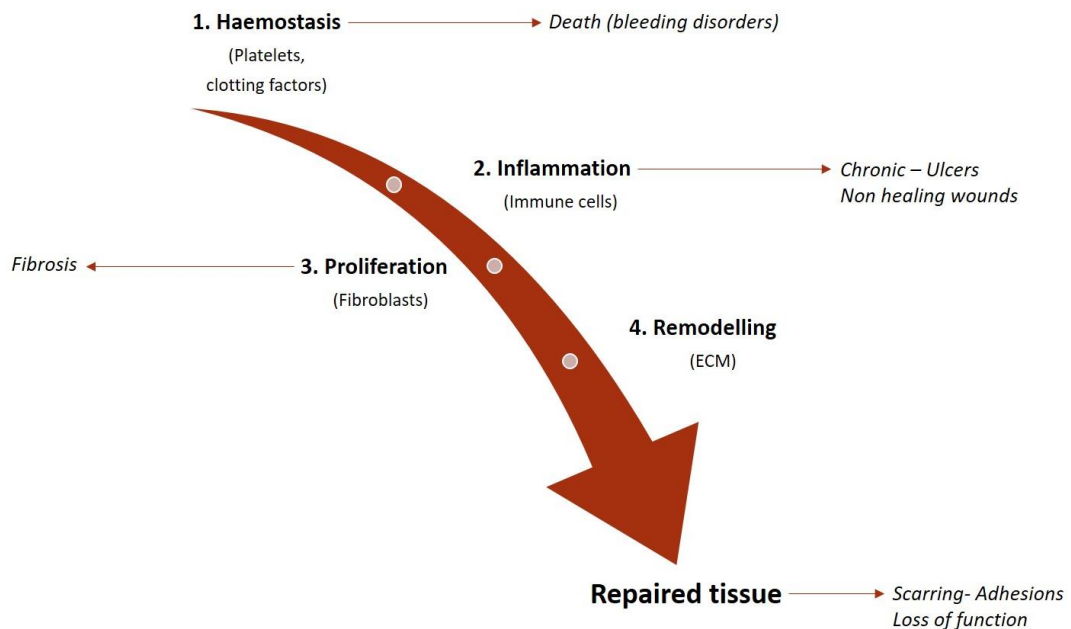 1. Haemostasis
Death (bleeding disorders)
(Platelets,
clotting factors)
2. Inflammation
(Immune cells)
Chronic – Ulcers
Non healing wounds
Fibrosis
3. Proliferation
(Fibroblasts)
4. Remodelling
(ECM)
Repaired tissue
Scarring- Adhesions
Loss of function